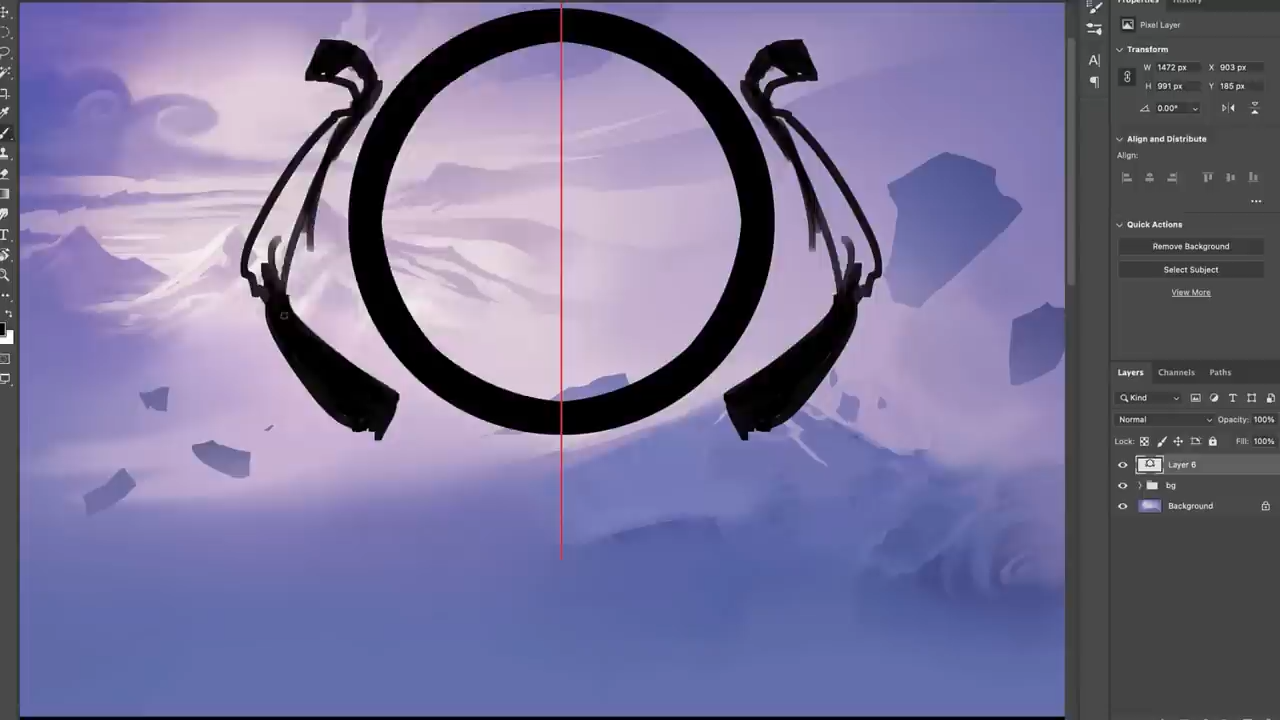 Properties History
Pixel Layer
Transform
W 1472 px X 903 px
H 991 px Y 185 px
0.00°
Align and Distribute
Align:
Quick Actions
Remove Background
Select Subject
View More
Layers Channels Paths
Kind
Normal Opacity: 100%
Lock: Fill: 100%
Layer 6
bg
Background